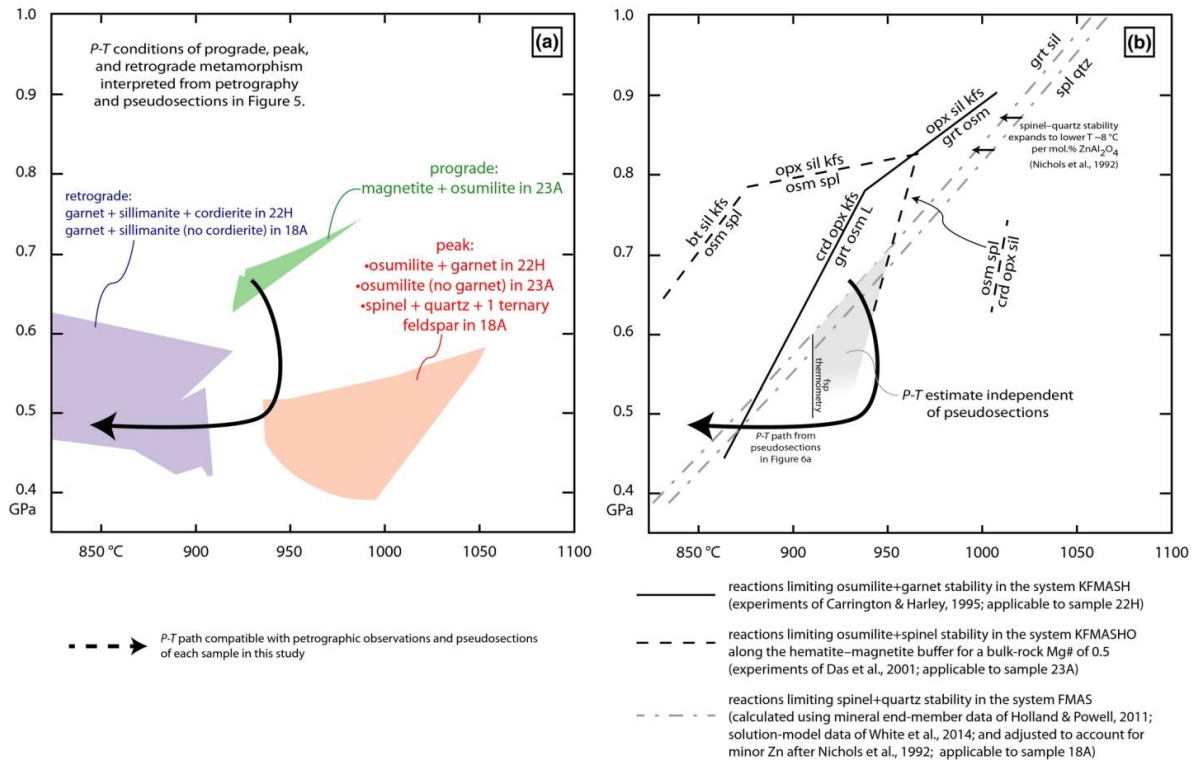 (a)
P-T conditions of prograde, peak,
and retrograde metamorphism
interpreted from petrography
and pseudosections in Figure 5.
prograde:
magnetite + osumilite in 23A
retrograde:
garnet + sillimanite + cordierite in 22H
garnet + sillimanite (no cordierite) in 18A
peak:
•osumilite + garnet in 22H
•osumilite (no garnet) in 23A
•spinel + quartz + 1 ternary
feldspar in 18A
1.0
0.9
0.8
0.7
0.6
0.5
0.4
GPa
850 °C
900
950
1000
1050
1100
P-T path compatible with petrographic observations and pseudosections
of each sample in this study
(b)
grt sil
spl qtz
opx sil kfs
grt osm
spinel–quartz stability
expands to lower T ~8 °C
per mol.% ZnAl₂O₄
(Nichols et al., 1992)
opx sil kfs
osm spl
bt sil kfs
osm spl
crd opx kfs
grt osm L
osm spl
crd opx sil
fsp
thermometry
P-T estimate independent
of pseudosections
P-T path from
pseudosections
in Figure 6a
1.0
0.9
0.8
0.7
0.6
0.5
0.4
GPa
850 °C
900
950
1000
1050
1100
reactions limiting osumilite+garnet stability in the system KFMASH
(experiments of Carrington & Harley, 1995; applicable to sample 22H)
reactions limiting osumilite+spinel stability in the system KFMASHO
along the hematite–magnetite buffer for a bulk-rock Mg# of 0.5
(experiments of Das et al., 2001; applicable to sample 23A)
reactions limiting spinel+quartz stability in the system FMAS
(calculated using mineral end-member data of Holland & Powell, 2011;
solution-model data of White et al., 2014; and adjusted to account for
minor Zn after Nichols et al., 1992; applicable to sample 18A)